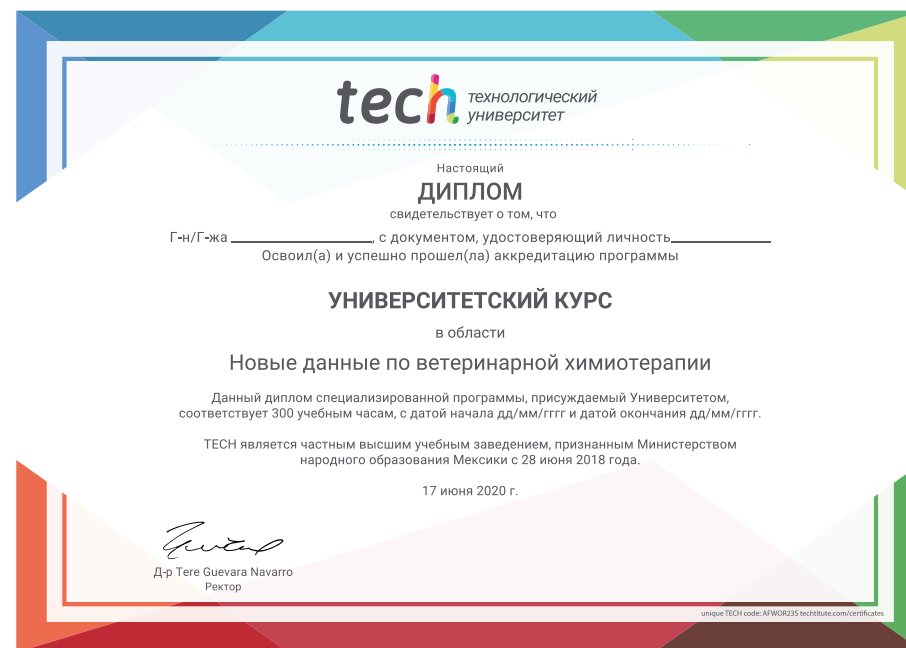 tech технологический
университет
Настоящий
ДИПЛОМ
свидетельствует о том, что
Г-н/Г-жа ____________________, с документом, удостоверяющий личность______________
Освоил(а) и успешно прошел(ла) аккредитацию программы
УНИВЕРСИТЕТСКИЙ КУРС
в области
Новые данные по ветеринарной химиотерапии
Данный диплом специализированной программы, присуждаемый Университетом,
соответствует 300 учебным часам, с датой начала дд/мм/гггг и датой окончания дд/мм/гггг.
TECH является частным высшим учебным заведением, признанным Министерством
народного образования Мексики с 28 июня 2018 года.
17 июня 2020 г.
Д-р Tere Guevara Navarro
Ректор
unique TECH code: AFWOR23S techtitute.com/certificates